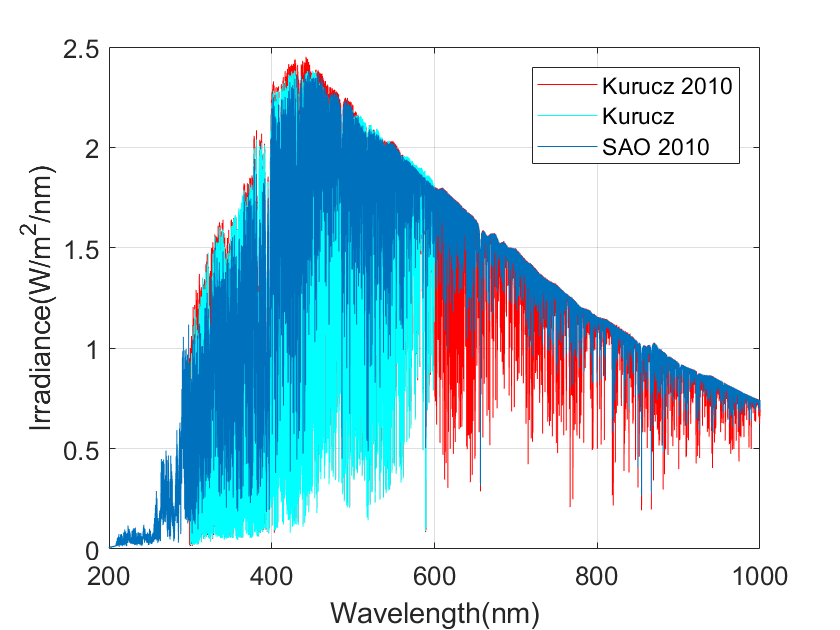 2.5
2
1.5
1
0.5
0
200
400
600
800
1000
Wavelength(nm)
Irradiance(W/m²/nm)
Kurucz 2010
Kurucz
SAO 2010